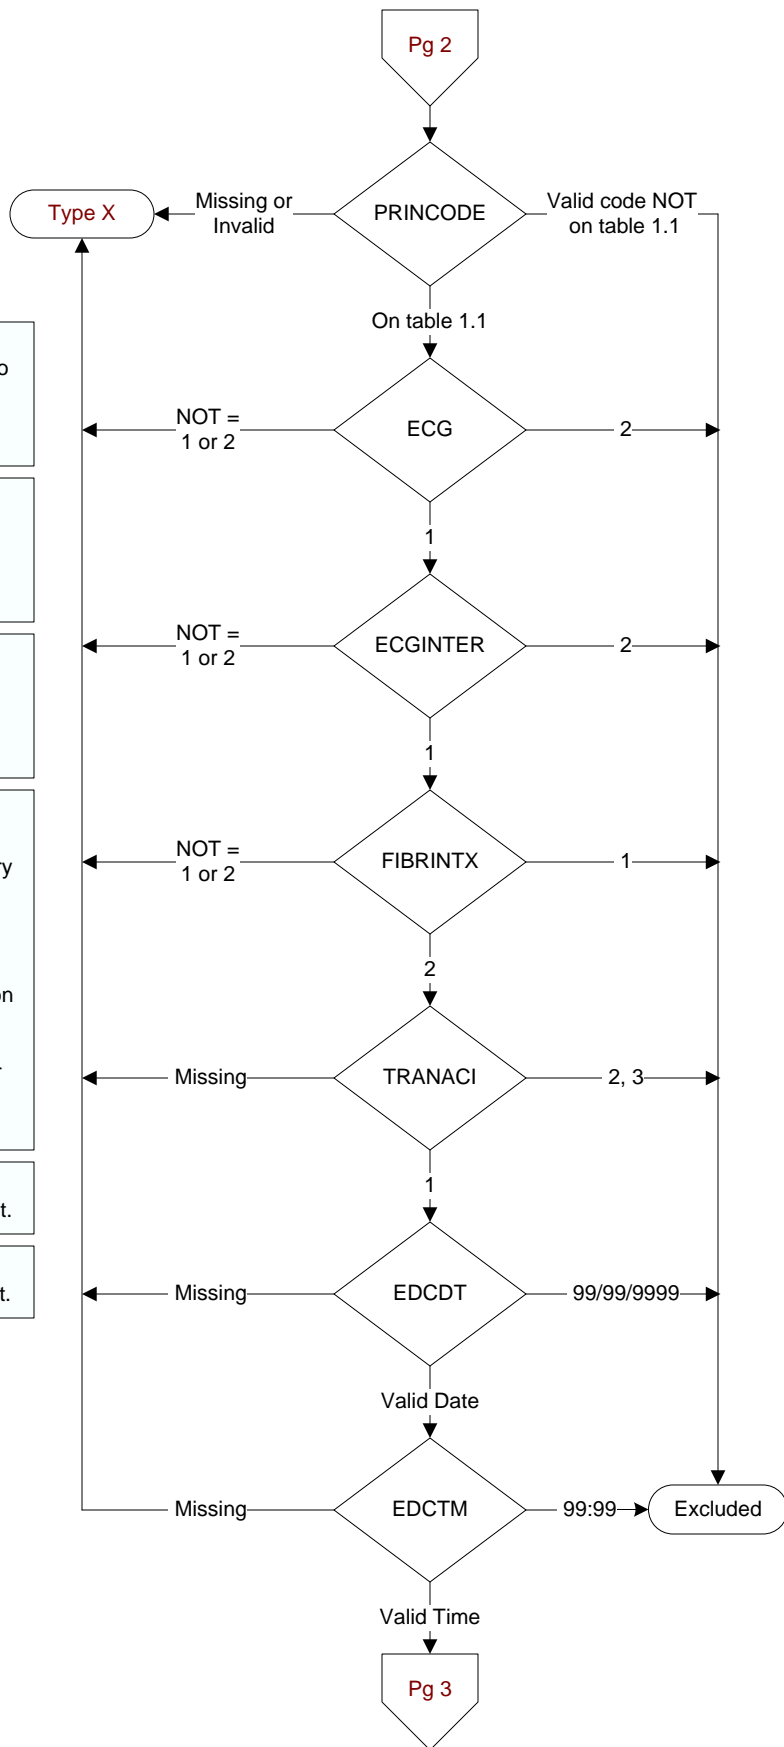 Pg 2
Type X
Missing or
Invalid
PRINCODE
Valid code NOT
on table 1.1
On table 1.1
NOT =
1 or 2
ECG
2
1
NOT =
1 or 2
ECGINTER
2
1
NOT =
1 or 2
FIBRINTX
1
2
Missing
TRANACI
2, 3
1
Missing
EDCDT
99/99/9999
Valid Date
Missing
EDCTM
99:99
Excluded
Valid Time
Pg 3